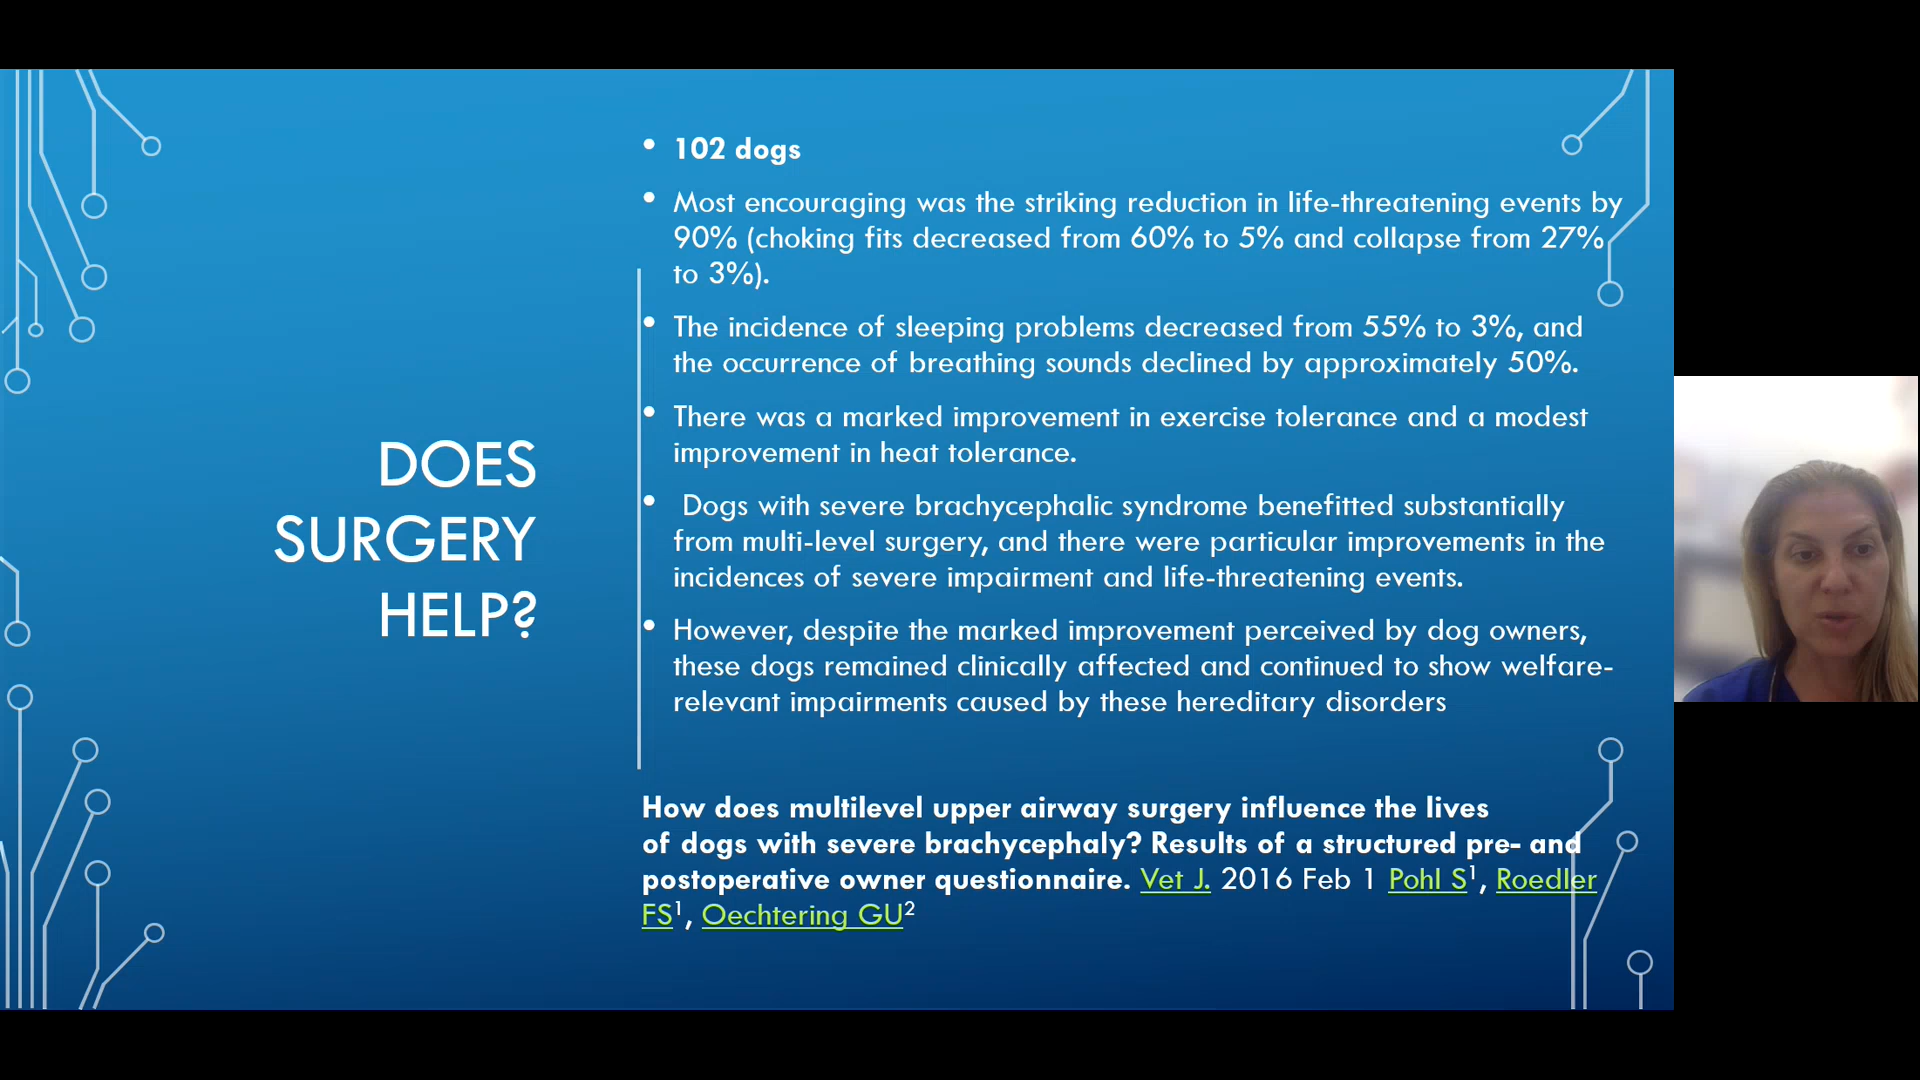 DOES
SURGERY
HELP?
• 102 dogs
• Most encouraging was the striking reduction in life-threatening events by
90% (choking fits decreased from 60% to 5% and collapse from 27%
to 3%).
• The incidence of sleeping problems decreased from 55% to 3%, and
the occurrence of breathing sounds declined by approximately 50%.
• There was a marked improvement in exercise tolerance and a modest
improvement in heat tolerance.
• Dogs with severe brachycephalic syndrome benefitted substantially
from multi-level surgery, and there were particular improvements in the
incidences of severe impairment and life-threatening events.
• However, despite the marked improvement perceived by dog owners,
these dogs remained clinically affected and continued to show welfare-
relevant impairments caused by these hereditary disorders
How does multilevel upper airway surgery influence the lives
of dogs with severe brachycephaly? Results of a structured pre- and
postoperative owner questionnaire. Vet J. 2016 Feb 1 Pohl S¹, Roedler
FS¹, Oechtering GU²